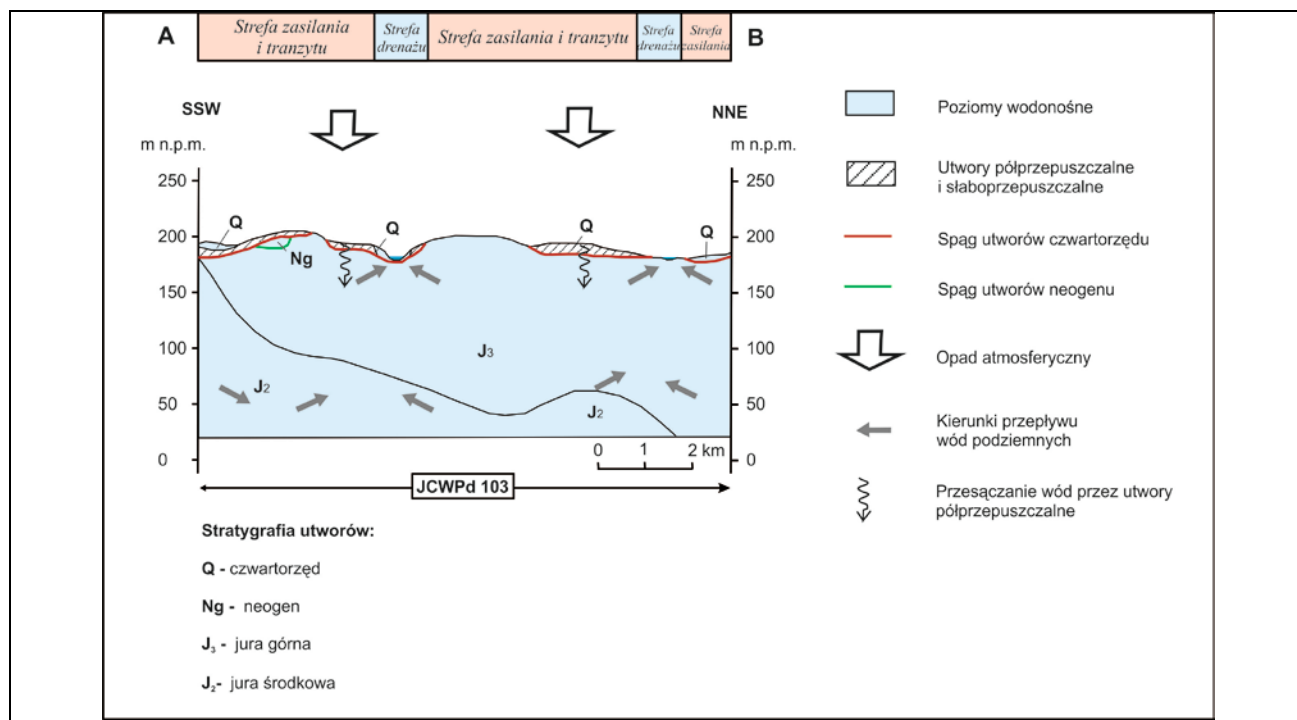 A
Strefa zasilania
i tranzytu
Strefa
drenażu
Strefa zasilania i tranzytu
Strefa
drenażu
Strefa
zasilania
B
SSW
NNE
m n.p.m.
m n.p.m.
250
200
150
100
50
0
250
200
150
100
50
0
Q
Ng
Q
Q
Q
J₃
J₂
J₂
0 1 2 km
JCWPd 103
Poziomy wodonośne
Utwory półprzepuszczalne
i słaboprzepuszczalne
Spąg utworów czwartorzędu
Spąg utworów neogenu
Opad atmosferyczny
Kierunki przepływu
wód podziemnych
Przesączanie wód przez utwory
półprzepuszczalne
Stratygrafia utworów:
Q - czwartorzęd
Ng - neogen
J₃ - jura górna
J₂- jura środkowa